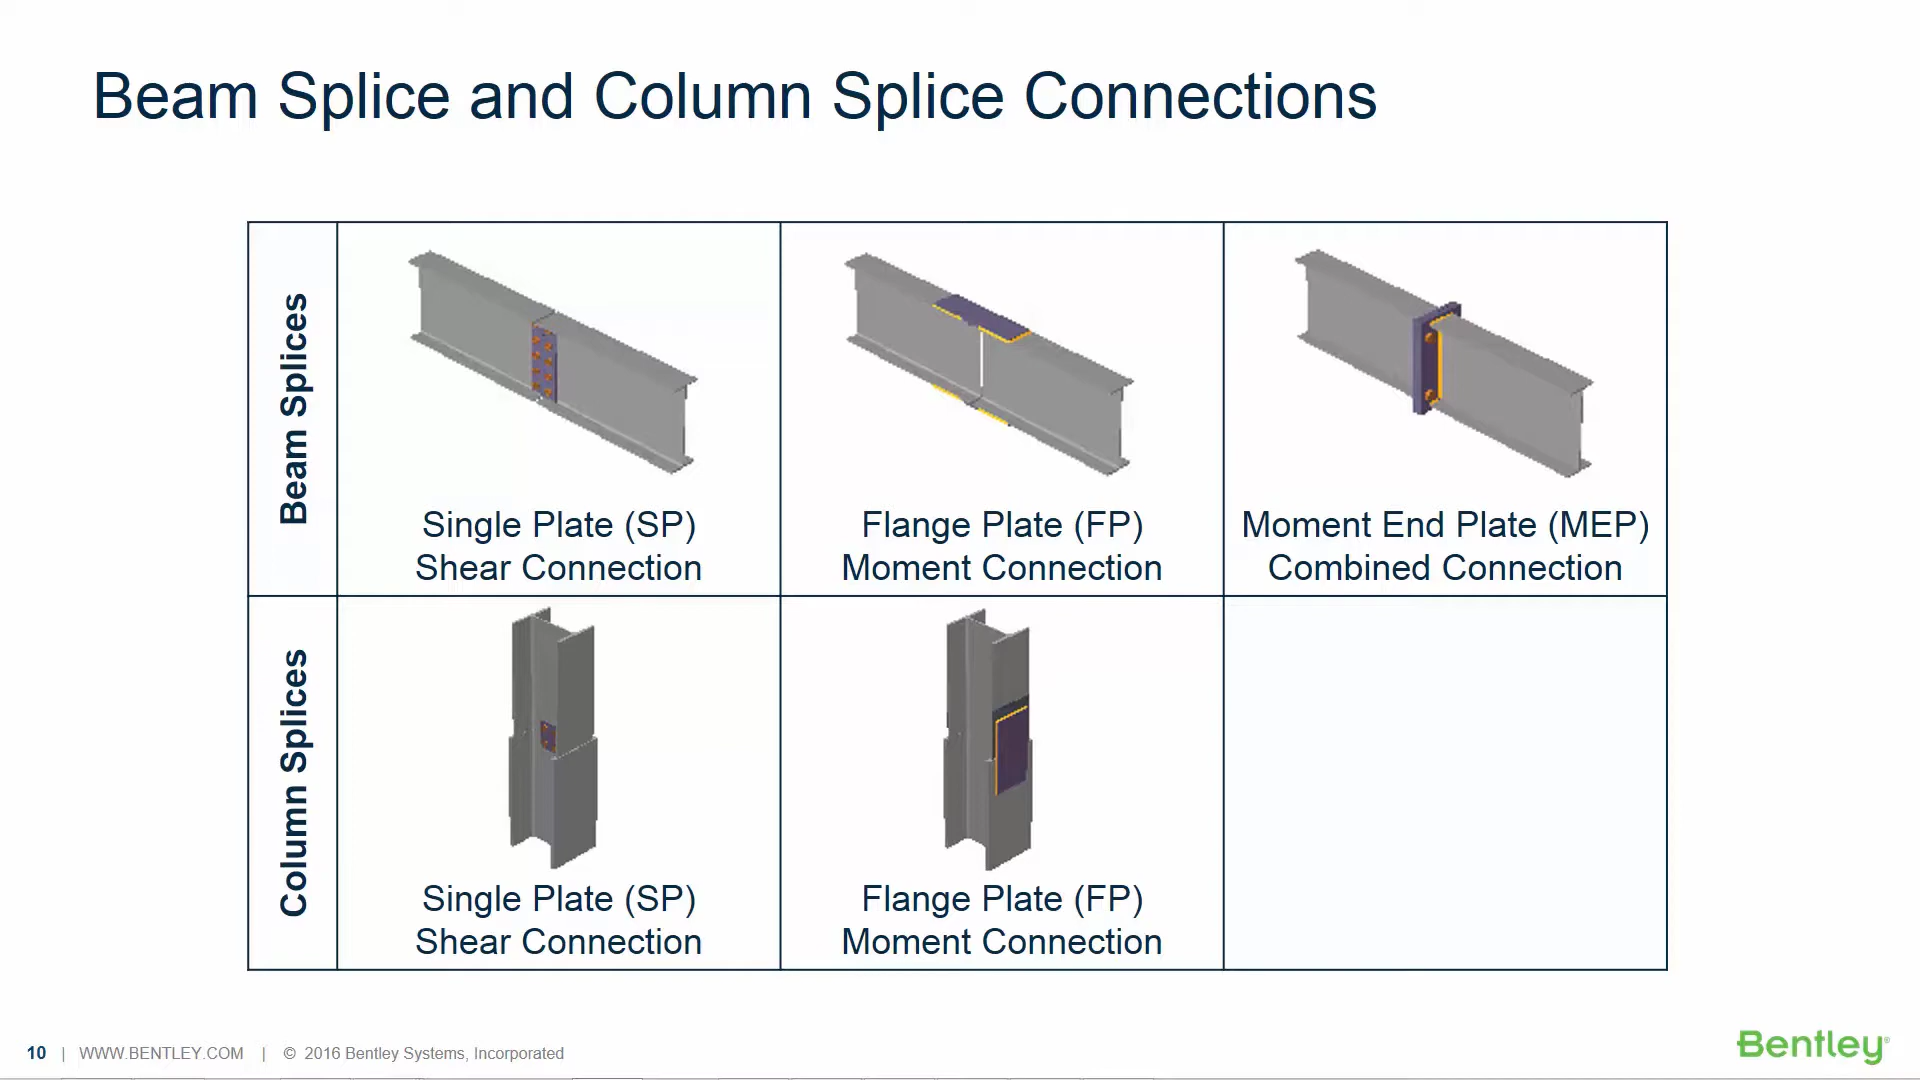 Beam Splice and Column Splice Connections
Beam Splices
Single Plate (SP)
Shear Connection
Flange Plate (FP)
Moment Connection
Moment End Plate (MEP)
Combined Connection
Column Splices
Single Plate (SP)
Shear Connection
Flange Plate (FP)
Moment Connection
10 | WWW.BENTLEY.COM | © 2016 Bentley Systems, Incorporated
Bentley®